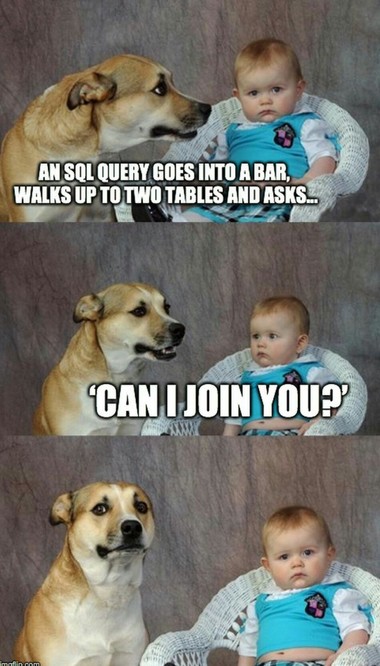 AN SQL QUERY GOES INTO A BAR,
WALKS UP TO TWO TABLES AND ASKS...
'CAN I JOIN YOU?'
imgflip.com